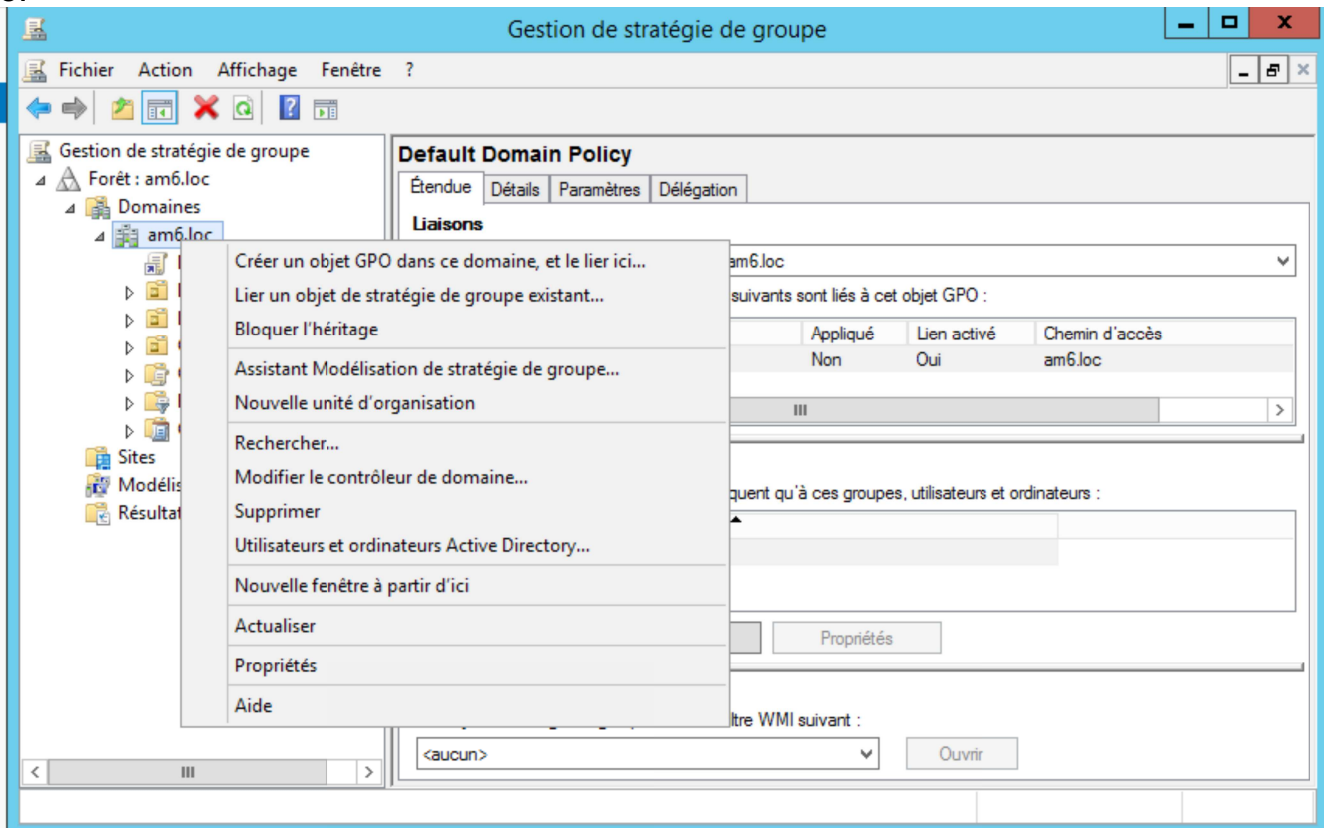 Gestion de stratégie de groupe
Fichier Action Affichage Fenêtre ?
Gestion de stratégie de groupe
Forêt : am6.loc
Domaines
am6.loc
Sites
Modélis
Résultat
Default Domain Policy
Étendue Détails Paramètres Délégation
Liaisons
am6.loc
suivants sont liés à cet objet GPO :
Appliqué Lien activé Chemin d'accès
Non Oui am6.loc
quent qu'à ces groupes, utilisateurs et ordinateurs :
Propriétés
ltre WMI suivant :
<aucun>
Ouvrir
Créer un objet GPO dans ce domaine, et le lier ici...
Lier un objet de stratégie de groupe existant...
Bloquer l'héritage
Assistant Modélisation de stratégie de groupe...
Nouvelle unité d'organisation
Rechercher...
Modifier le contrôleur de domaine...
Supprimer
Utilisateurs et ordinateurs Active Directory...
Nouvelle fenêtre à partir d'ici
Actualiser
Propriétés
Aide